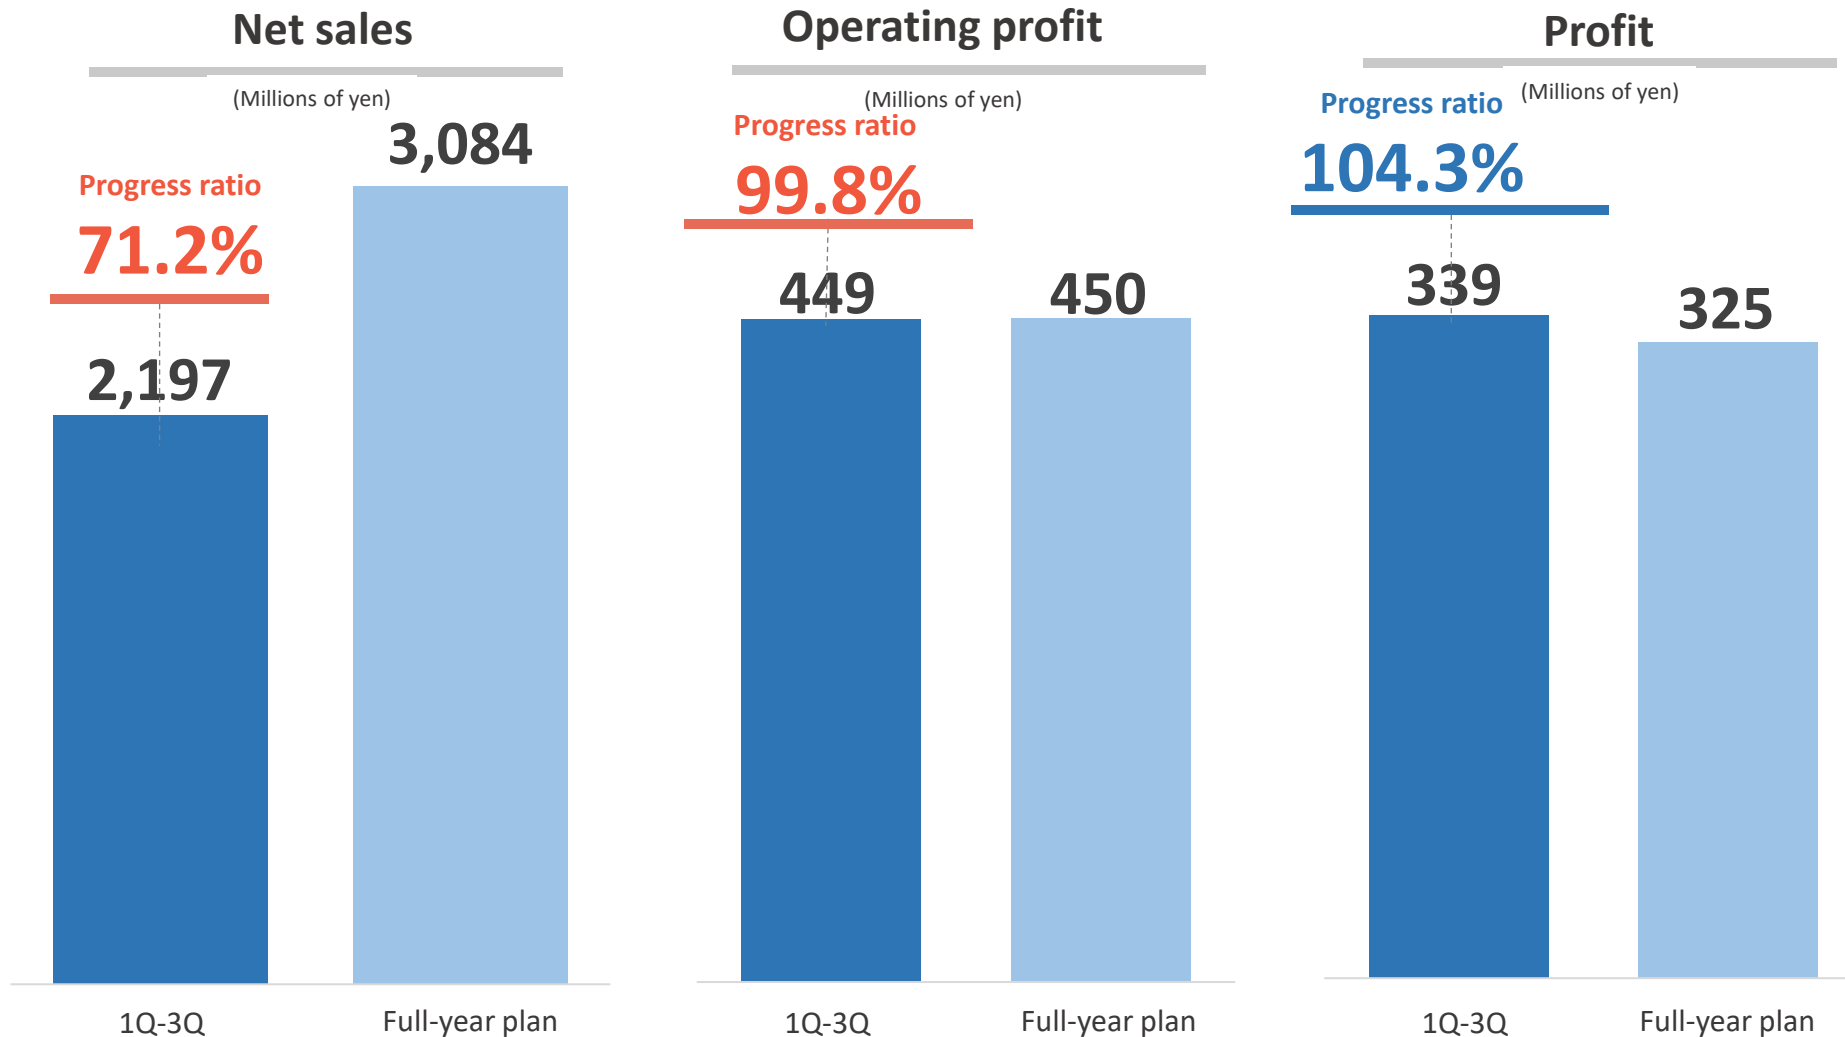 Net sales
(Millions of yen)
3,084
Progress ratio
71.2%
2,197
1Q-3Q
Full-year plan
Operating profit
(Millions of yen)
Progress ratio
99.8%
449
450
1Q-3Q
Full-year plan
Profit
(Millions of yen)
Progress ratio
104.3%
339
325
1Q-3Q
Full-year plan